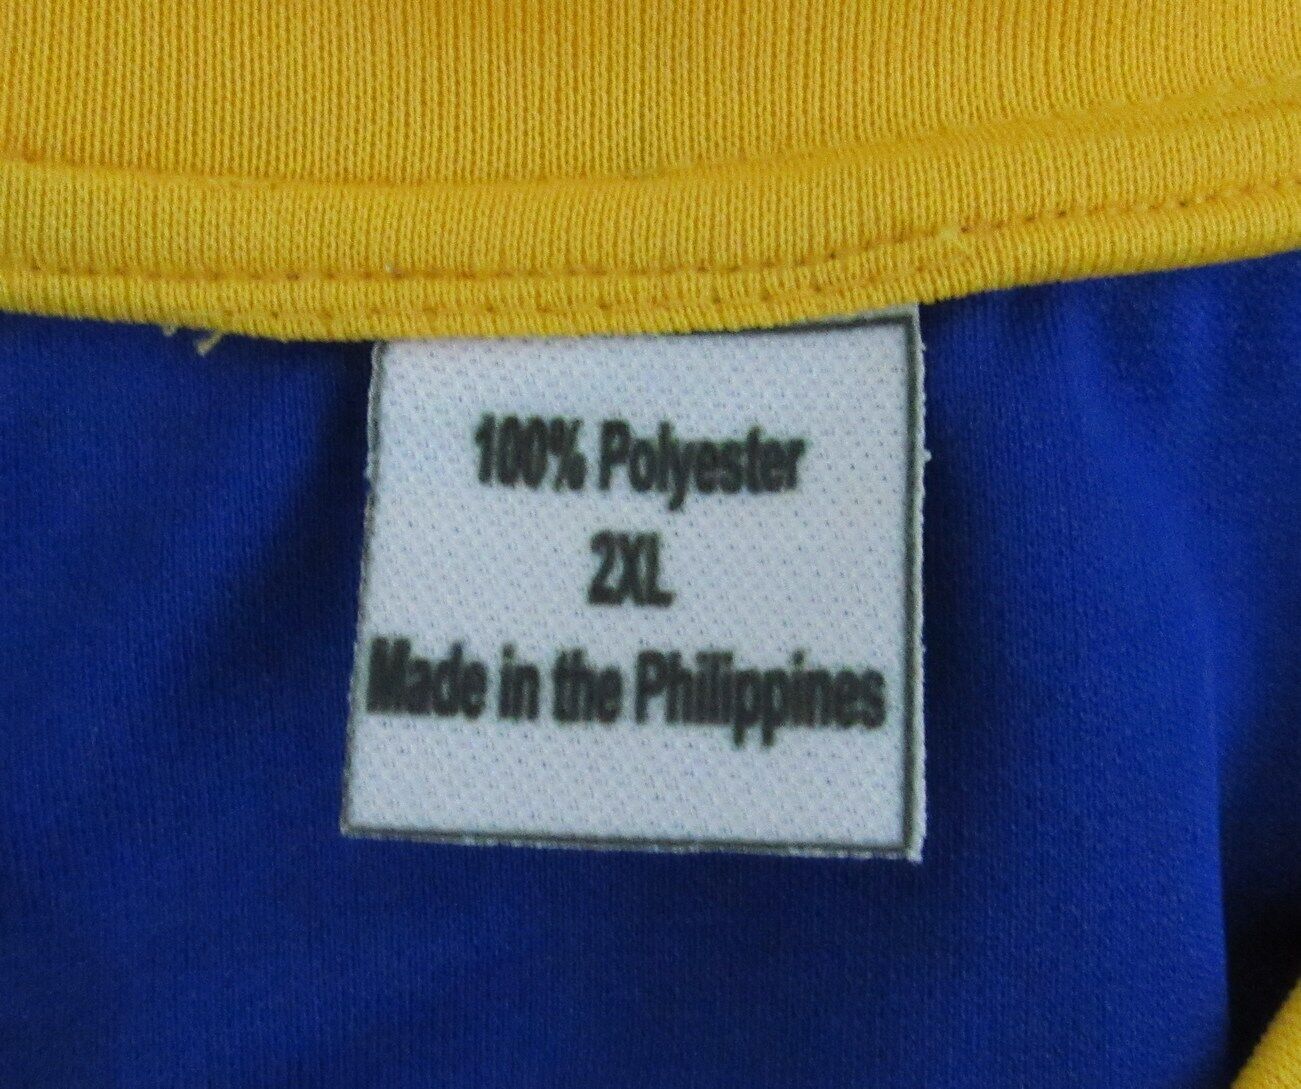 100% Polyester
2XL
Made in the Philippines